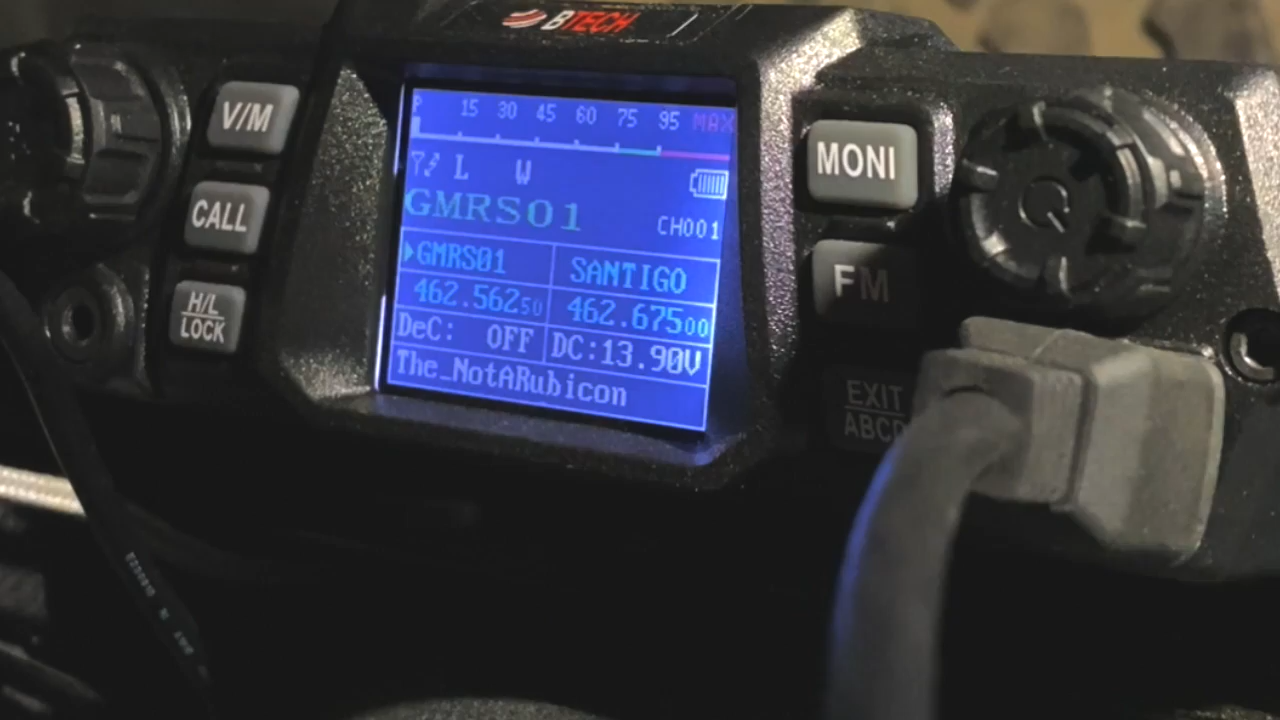 BTECH
P 15 30 45 60 75 95 MAX
L W
GMRS01 CH001
GMRS01 SANTIGO
462.56250 462.67500
DeC: OFF DC:13.90V
The_NotARubicon
V/M
CALL
H/L
LOCK
MONI
FM
EXIT
ABCD